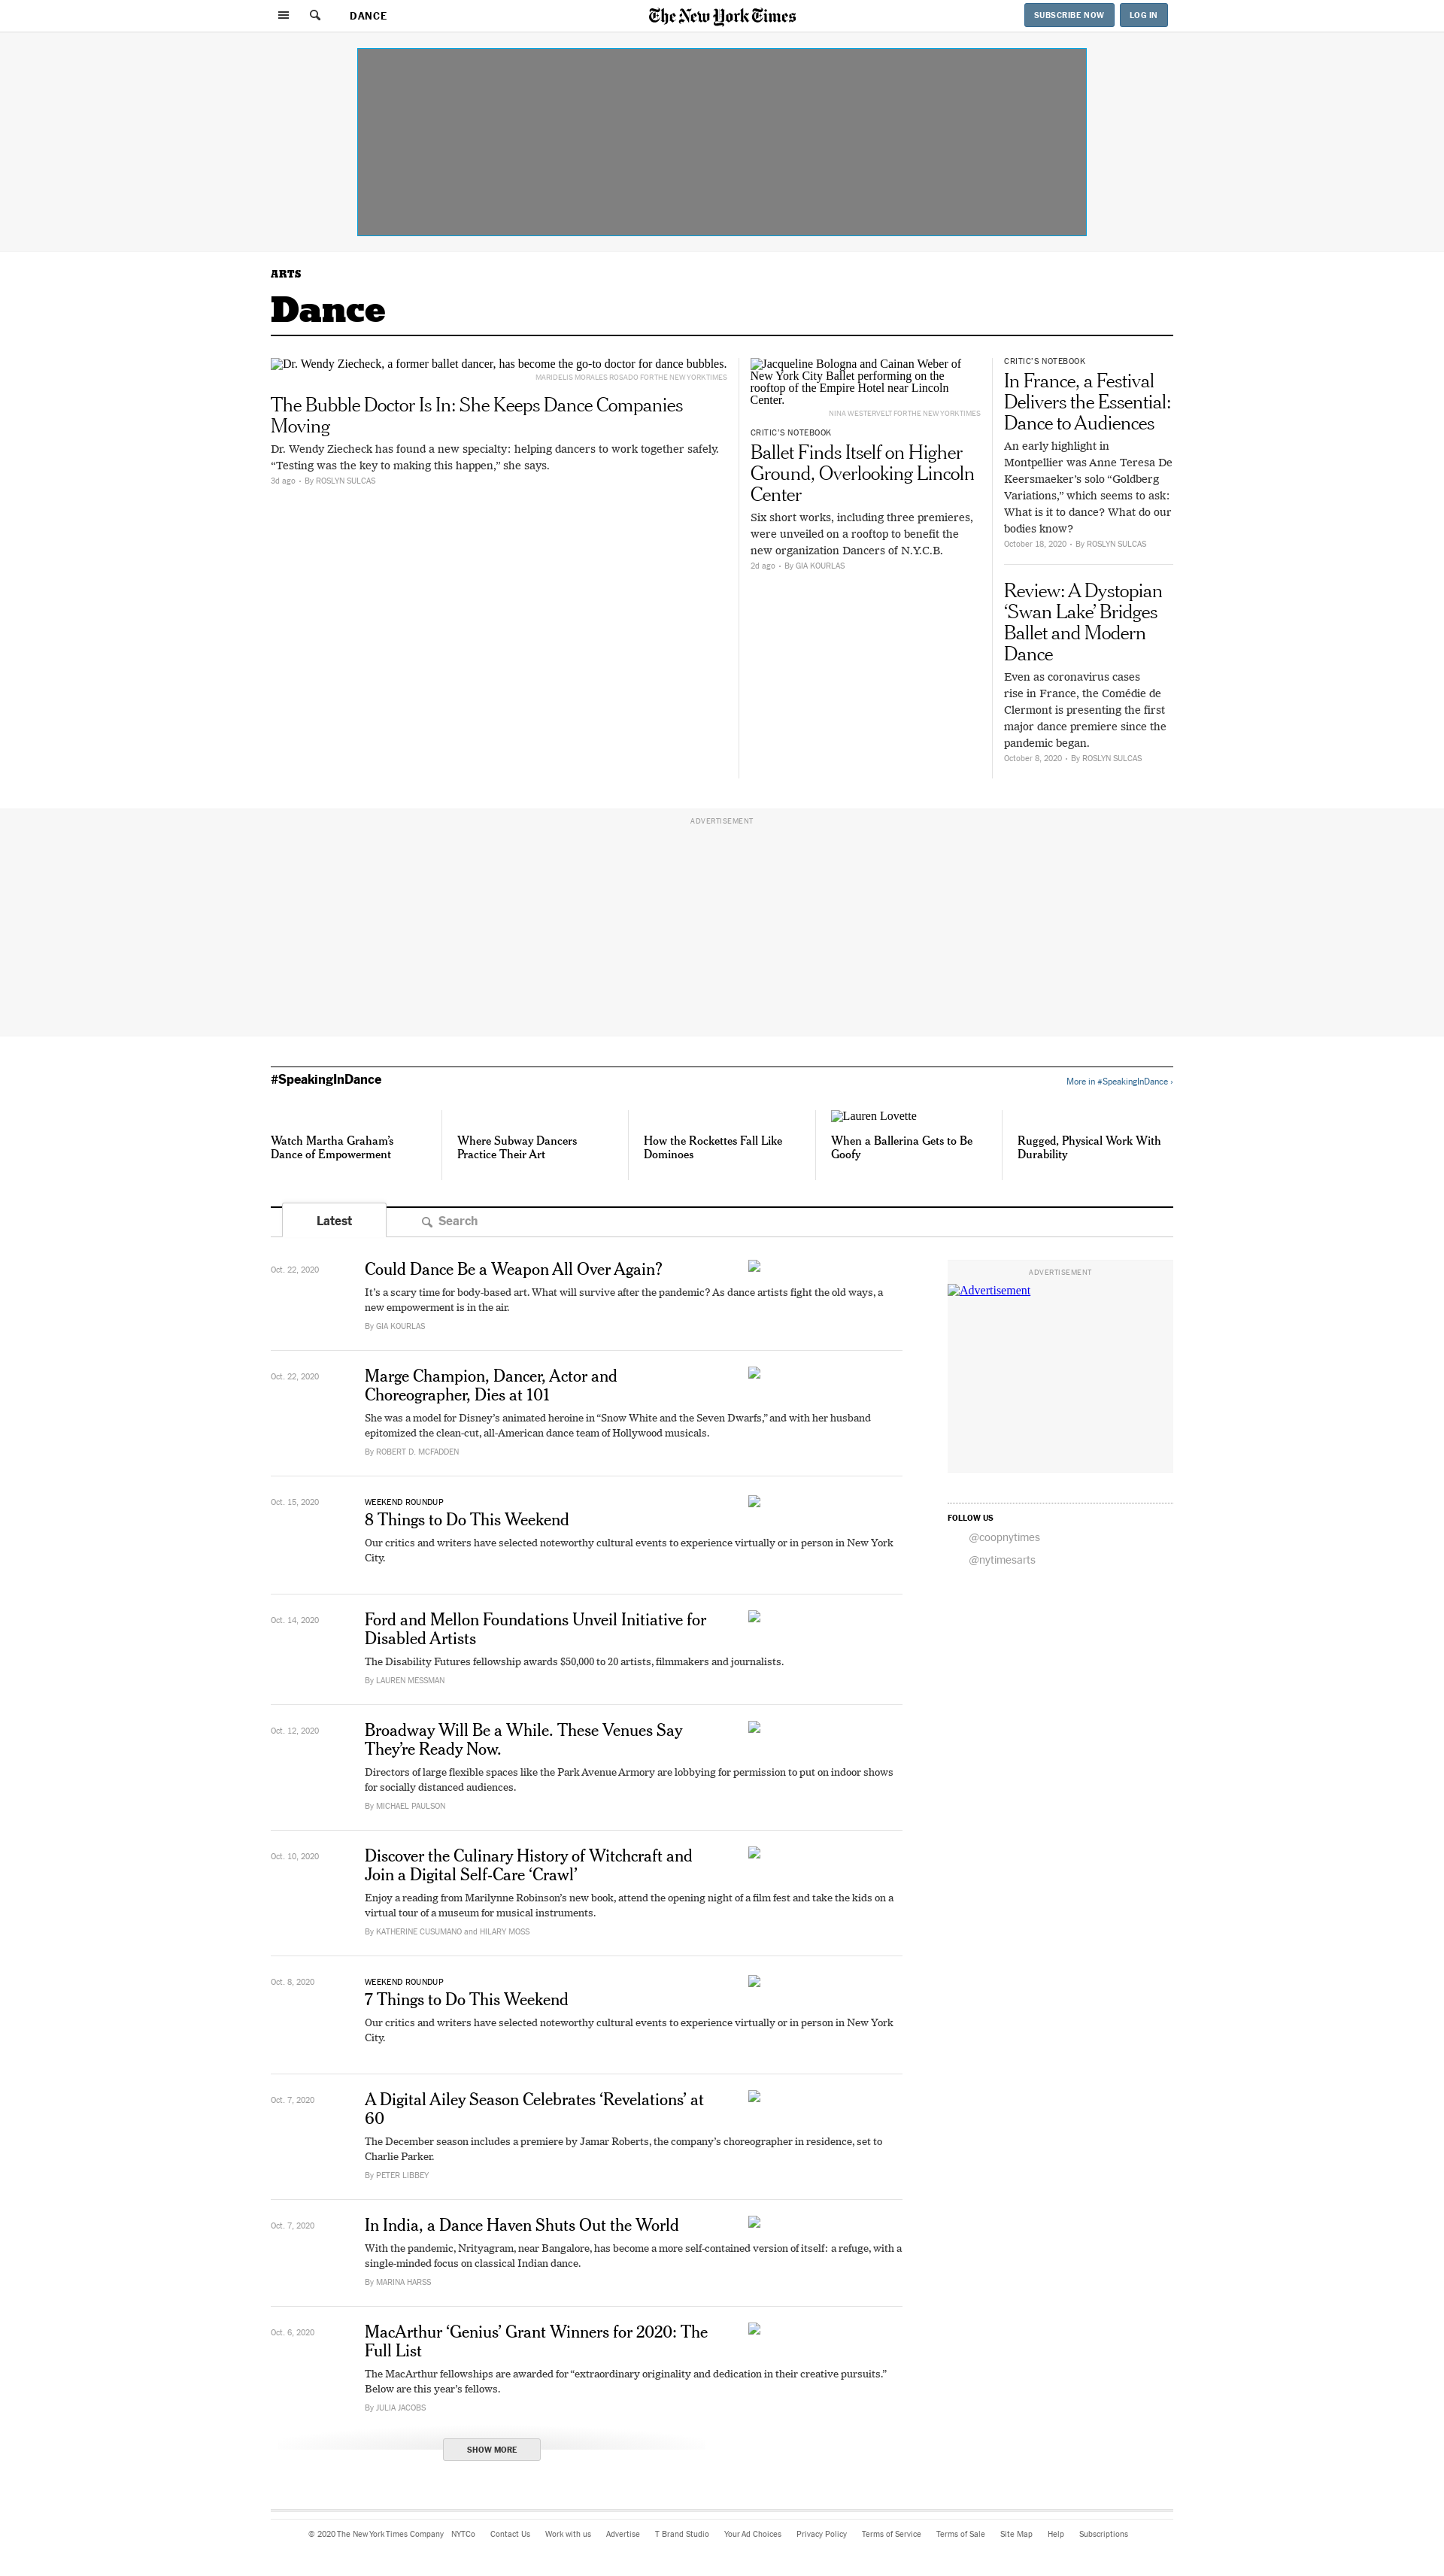 DANCE
The New York Times
SUBSCRIBE NOW
LOG IN
ARTS
Dance
Dr. Wendy Ziecheck, a former ballet dancer, has become the go-to doctor for dance bubbles.
MARIDELIS MORALES ROSADO FOR THE NEW YORK TIMES
The Bubble Doctor Is In: She Keeps Dance Companies
Moving
Dr. Wendy Ziecheck has found a new specialty: helping dancers to work together safely.
“Testing was the key to making this happen,” she says.
3d ago • By ROSLYN SULCAS
Jacqueline Bologna and Cainan Weber of
New York City Ballet performing on the
rooftop of the Empire Hotel near Lincoln
Center.
NINA WESTERVELT FOR THE NEW YORK TIMES
CRITIC’S NOTEBOOK
Ballet Finds Itself on Higher
Ground, Overlooking Lincoln
Center
Six short works, including three premieres,
were unveiled on a rooftop to benefit the
new organization Dancers of N.Y.C.B.
2d ago • By GIA KOURLAS
CRITIC’S NOTEBOOK
In France, a Festival
Delivers the Essential:
Dance to Audiences
An early highlight in
Montpellier was Anne Teresa De
Keersmaeker’s solo “Goldberg
Variations,” which seems to ask:
What is it to dance? What do our
bodies know?
October 18, 2020 • By ROSLYN SULCAS
Review: A Dystopian
‘Swan Lake’ Bridges
Ballet and Modern
Dance
Even as coronavirus cases
rise in France, the Comédie de
Clermont is presenting the first
major dance premiere since the
pandemic began.
October 8, 2020 • By ROSLYN SULCAS
ADVERTISEMENT
#SpeakingInDance
More in #SpeakingInDance ›
Watch Martha Graham’s
Dance of Empowerment
Where Subway Dancers
Practice Their Art
How the Rockettes Fall Like
Dominoes
Lauren Lovette
When a Ballerina Gets to Be
Goofy
Rugged, Physical Work With
Durability
Latest
Search
Oct. 22, 2020
Could Dance Be a Weapon All Over Again?
It’s a scary time for body-based art. What will survive after the pandemic? As dance artists fight the old ways, a
new empowerment is in the air.
By GIA KOURLAS
Oct. 22, 2020
Marge Champion, Dancer, Actor and
Choreographer, Dies at 101
She was a model for Disney’s animated heroine in “Snow White and the Seven Dwarfs,” and with her husband
epitomized the clean-cut, all-American dance team of Hollywood musicals.
By ROBERT D. MCFADDEN
Oct. 15, 2020
WEEKEND ROUNDUP
8 Things to Do This Weekend
Our critics and writers have selected noteworthy cultural events to experience virtually or in person in New York
City.
Oct. 14, 2020
Ford and Mellon Foundations Unveil Initiative for
Disabled Artists
The Disability Futures fellowship awards $50,000 to 20 artists, filmmakers and journalists.
By LAUREN MESSMAN
Oct. 12, 2020
Broadway Will Be a While. These Venues Say
They’re Ready Now.
Directors of large flexible spaces like the Park Avenue Armory are lobbying for permission to put on indoor shows
for socially distanced audiences.
By MICHAEL PAULSON
Oct. 10, 2020
Discover the Culinary History of Witchcraft and
Join a Digital Self-Care ‘Crawl’
Enjoy a reading from Marilynne Robinson’s new book, attend the opening night of a film fest and take the kids on a
virtual tour of a museum for musical instruments.
By KATHERINE CUSUMANO and HILARY MOSS
Oct. 8, 2020
WEEKEND ROUNDUP
7 Things to Do This Weekend
Our critics and writers have selected noteworthy cultural events to experience virtually or in person in New York
City.
Oct. 7, 2020
A Digital Ailey Season Celebrates ‘Revelations’ at
60
The December season includes a premiere by Jamar Roberts, the company’s choreographer in residence, set to
Charlie Parker.
By PETER LIBBEY
Oct. 7, 2020
In India, a Dance Haven Shuts Out the World
With the pandemic, Nrityagram, near Bangalore, has become a more self-contained version of itself: a refuge, with a
single-minded focus on classical Indian dance.
By MARINA HARSS
Oct. 6, 2020
MacArthur ‘Genius’ Grant Winners for 2020: The
Full List
The MacArthur fellowships are awarded for “extraordinary originality and dedication in their creative pursuits.”
Below are this year’s fellows.
By JULIA JACOBS
SHOW MORE
ADVERTISEMENT
Advertisement
FOLLOW US
@coopnytimes
@nytimesarts
© 2020 The New York Times Company NYTCo Contact Us Work with us Advertise T Brand Studio Your Ad Choices Privacy Policy Terms of Service Terms of Sale Site Map Help Subscriptions